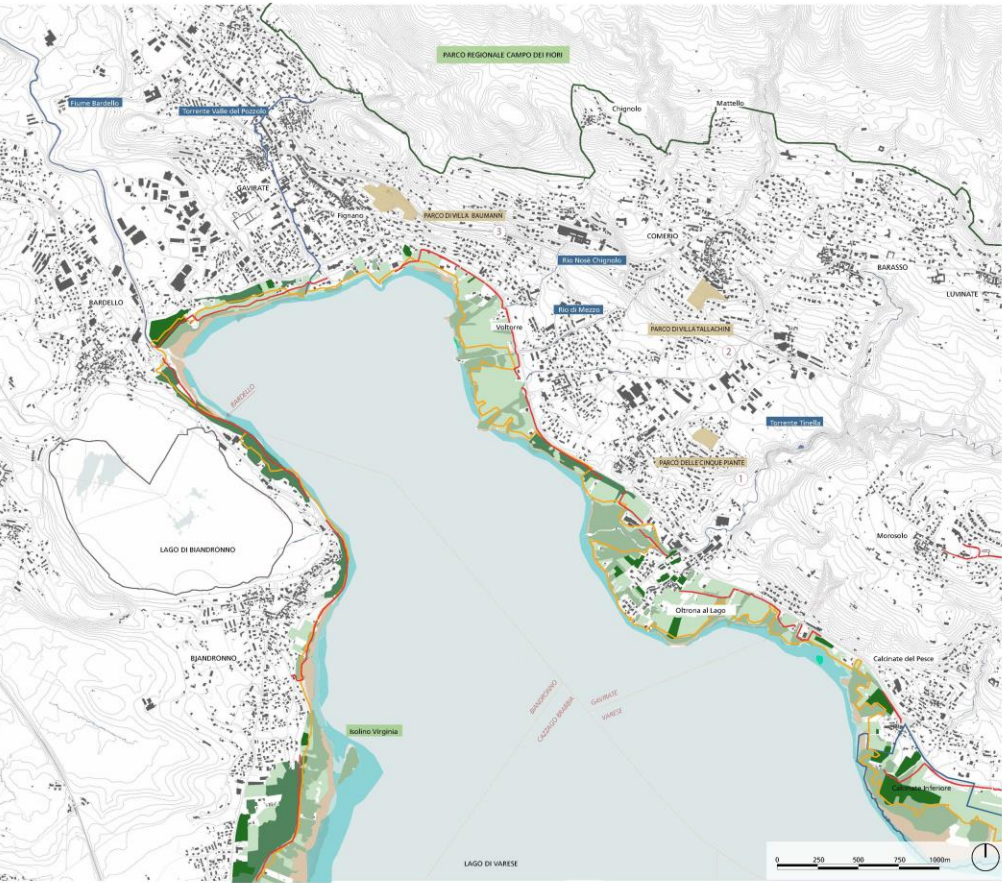 PARCO REGIONALE CAMPO DEI FIORI
Fiume Bardello
Torrente Valle del Pozzolo
Chignolo
Mattello
GAVIRATE
Fignano
PARCO DI VILLA BAUMANN
3
COMERIO
Rio Nosè Chignolo
BARASSO
LUVINATE
BARDELLO
Rio di Mezzo
Voltorre
PARCO DI VILLA TALLACHINI
2
BARDELLO
Torrente Tinella
PARCO DELLE CINQUE PIANTE
1
LAGO DI BIANDRONNO
Morosolo
Oltrona al Lago
BIANDRONNO
Calcinate del Pesce
BIANDRONNO
GAVIRATE
CAZZAGO BRABBIA
VARESE
Isolino Virginia
Calcinate Inferiore
LAGO DI VARESE
0 250 500 750 1000m